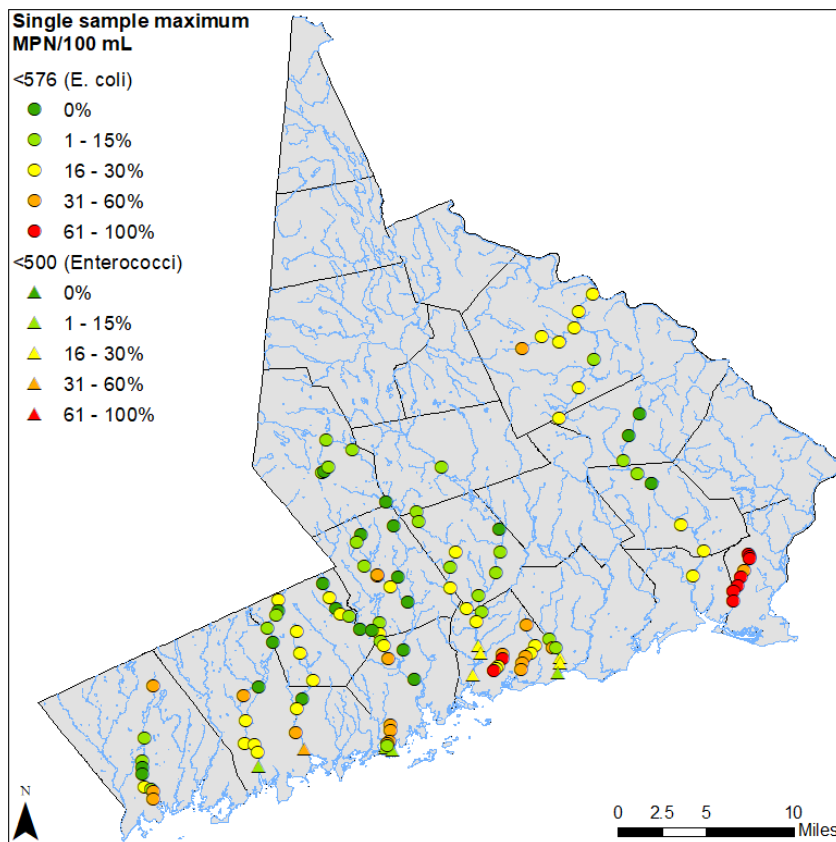 Single sample maximum
MPN/100 mL
<576 (E. coli)
0%
1 - 15%
16 - 30%
31 - 60%
61 - 100%
<500 (Enterococci)
0%
1 - 15%
16 - 30%
31 - 60%
61 - 100%
N
0 2.5 5 10
Miles